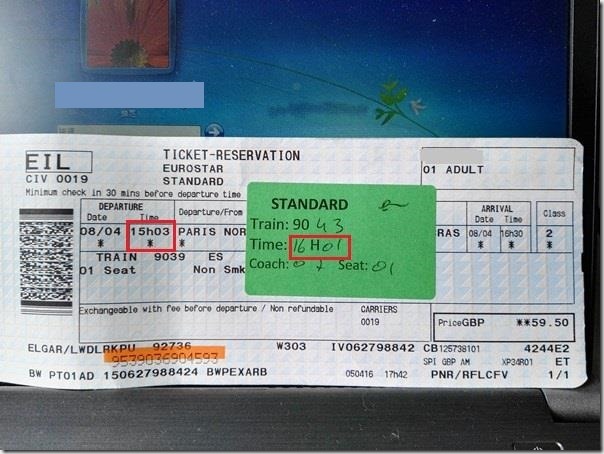 EIL
CIV 0019
TICKET-RESERVATION
EUROSTAR
STANDARD
01 ADULT
Minimum check in 30 mins before departure time
DEPARTURE
Date Time
Departure/From
ARRIVAL
Date Time
Class
08/04 15h03 PARIS NOR
RAS 08/04 16h30 2
* * * * *
TRAIN 9039 ES
01 Seat Non Smk
STANDARD
Train: 90 43
Time: 16H01
Coach: 07 Seat: 01
Exchangeable with fee before departure / Non refundable
CARRIERS
0019
PriceGBP **59.50
ELGAR/LWDLRKPU 92736 W303 IV062798842 CB125738101 4244E2
9539036904593
SPI GBP AM XP34R01 ET
BW PT01AD 150627988424 BWPEXARB 050416 17h42 PNR/RFLCFV 1/1